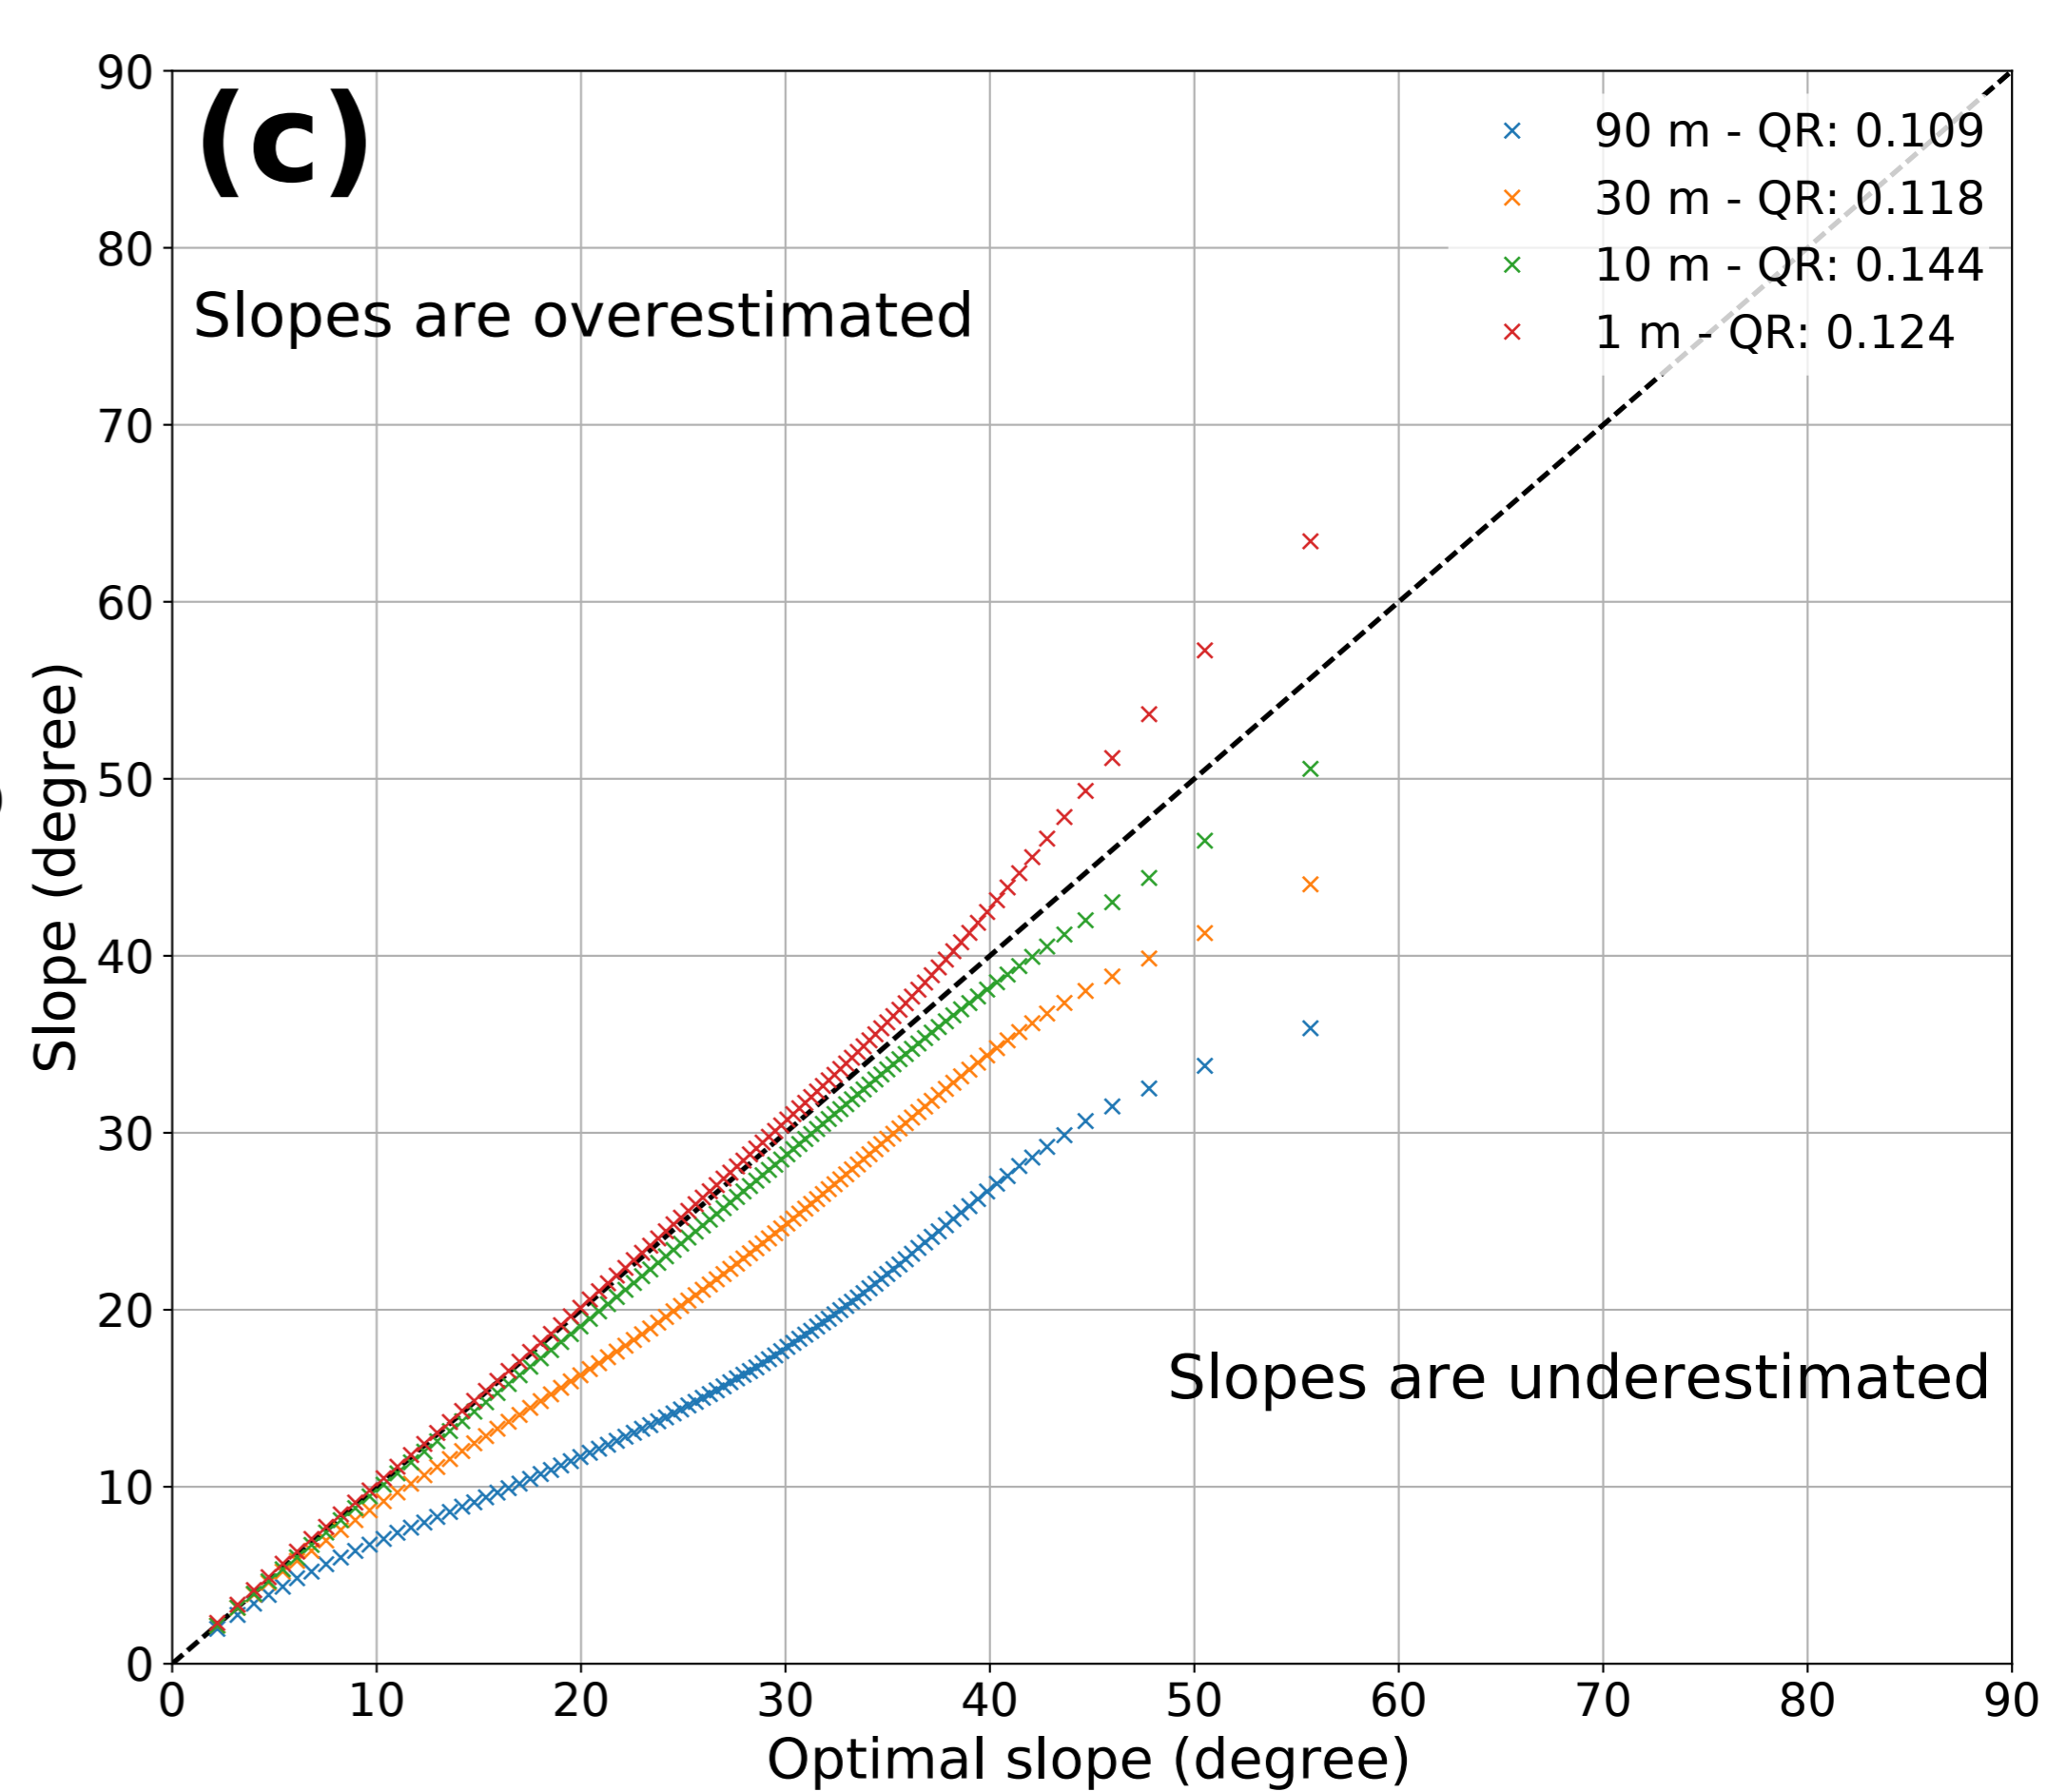 (c)
90 m - QR: 0.109
30 m - QR: 0.118
10 m - QR: 0.144
1 m - QR: 0.124
Slopes are overestimated
Slopes are underestimated
Slope (degree)
90
80
70
60
50
40
30
20
10
0
0 10 20 30 40 50 60 70 80 90
Optimal slope (degree)